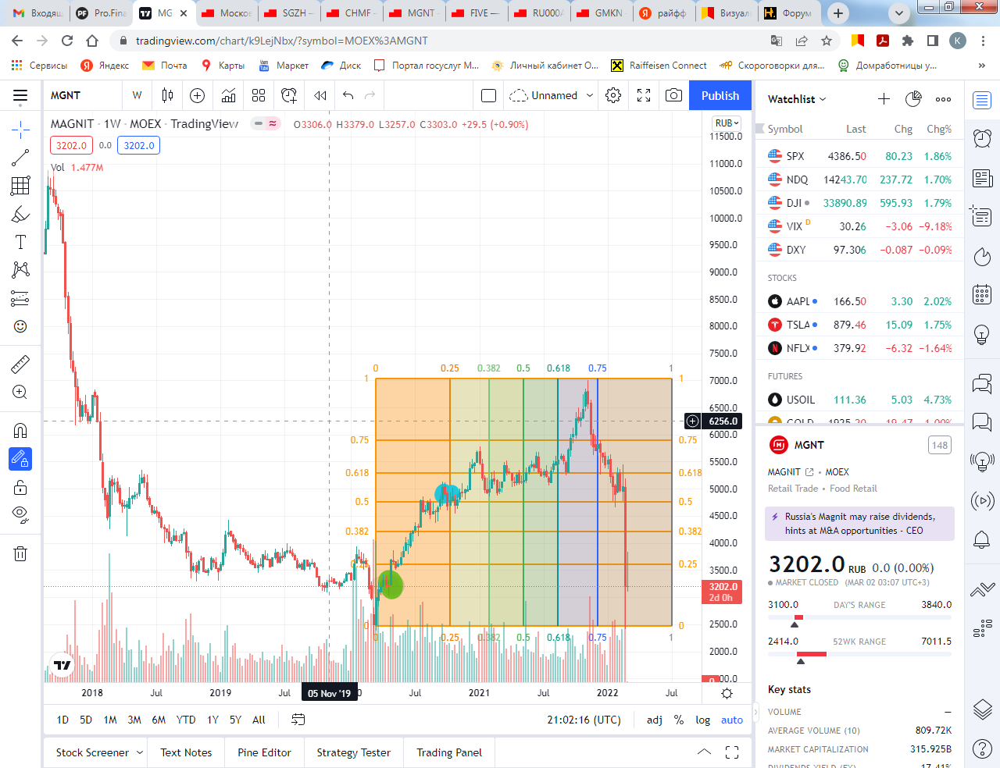 Входящ
Pro.Fina
MG
Москов
SGZH —
CHMF —
MGNT -
FIVE —
RU000A
GMKN -
райфф
Визуал
Форум
tradingview.com/chart/k9LejNbx/?symbol=MOEX%3AMGNT
K
Сервисы
Яндекс
Почта
Карты
Маркет
Диск
Портал госуслуг М...
Личный кабинет О...
Raiffeisen Connect
Скороговорки для...
Домработницы у...
»
MGNT
W
Unnamed
Publish
MAGNIT · 1W · MOEX · TradingView
O3306.0 H3379.0 L3257.0 C3303.0 +29.5 (+0.90%)
3202.0 0.0 3202.0
Vol 1.477M
RUB
11500.0
11000.0
10500.0
10000.0
9000.0
8500.0
8000.0
7500.0
7000.0
6500.0
6256.0
6000.0
5500.0
5000.0
4500.0
4000.0
3500.0
3202.0
2d 0h
2500.0
2000.0
0 0.25 0.382 0.5 0.618 0.75 1
1 1
0.75 0.75
0.618 0.618
0.5 0.5
0.382 0.382
0.25 0.25
0 0
0 0.25 0.382 0.5 0.618 0.75 1
2018 Jul 2019 Jul 05 Nov '19 Jul 2021 Jul 2022 Jul
1D 5D 1M 3M 6M YTD 1Y 5Y All
21:02:16 (UTC)
adj % log auto
Stock Screener
Text Notes
Pine Editor
Strategy Tester
Trading Panel
Watchlist
Symbol Last Chg Chg%
SPX 4386.50 80.23 1.86%
NDQ 14243.70 237.72 1.70%
DJI 33890.89 595.93 1.79%
VIX D 30.26 −3.06 −9.18%
DXY 97.306 −0.087 −0.09%
STOCKS
AAPL 166.50 3.30 2.02%
TSLA 879.46 15.09 1.75%
NFLX 379.92 −6.32 −1.64%
FUTURES
USOIL 111.36 5.03 4.73%
GOLD
MGNT 148
MAGNIT • MOEX
Retail Trade • Food Retail
Russia's Magnit may raise dividends,
hints at M&A opportunities - CEO
3202.0 RUB 0.0 (0.00%)
MARKET CLOSED (MAR 02 03:07 UTC+3)
3100.0 DAY'S RANGE 3840.0
2414.0 52WK RANGE 7011.5
Key stats
VOLUME —
AVERAGE VOLUME (10) 809.72K
MARKET CAPITALIZATION 315.925B
DIVIDENDS YIELD (FY) 17.41%